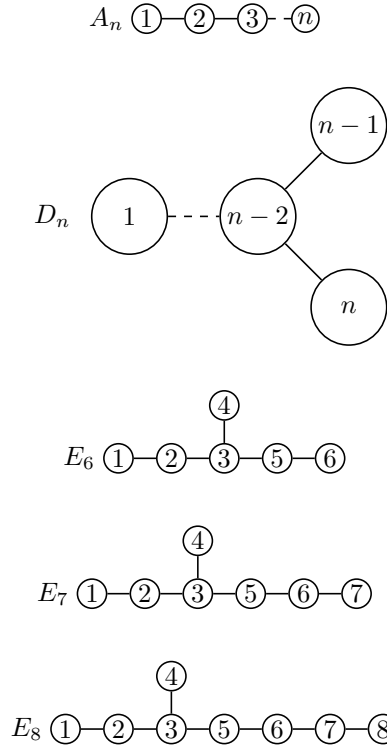 A_n 1 2 3 n
n − 1
D_n 1 n − 2
n
4
E_6 1 2 3 5 6
4
E_7 1 2 3 5 6 7
4
E_8 1 2 3 5 6 7 8